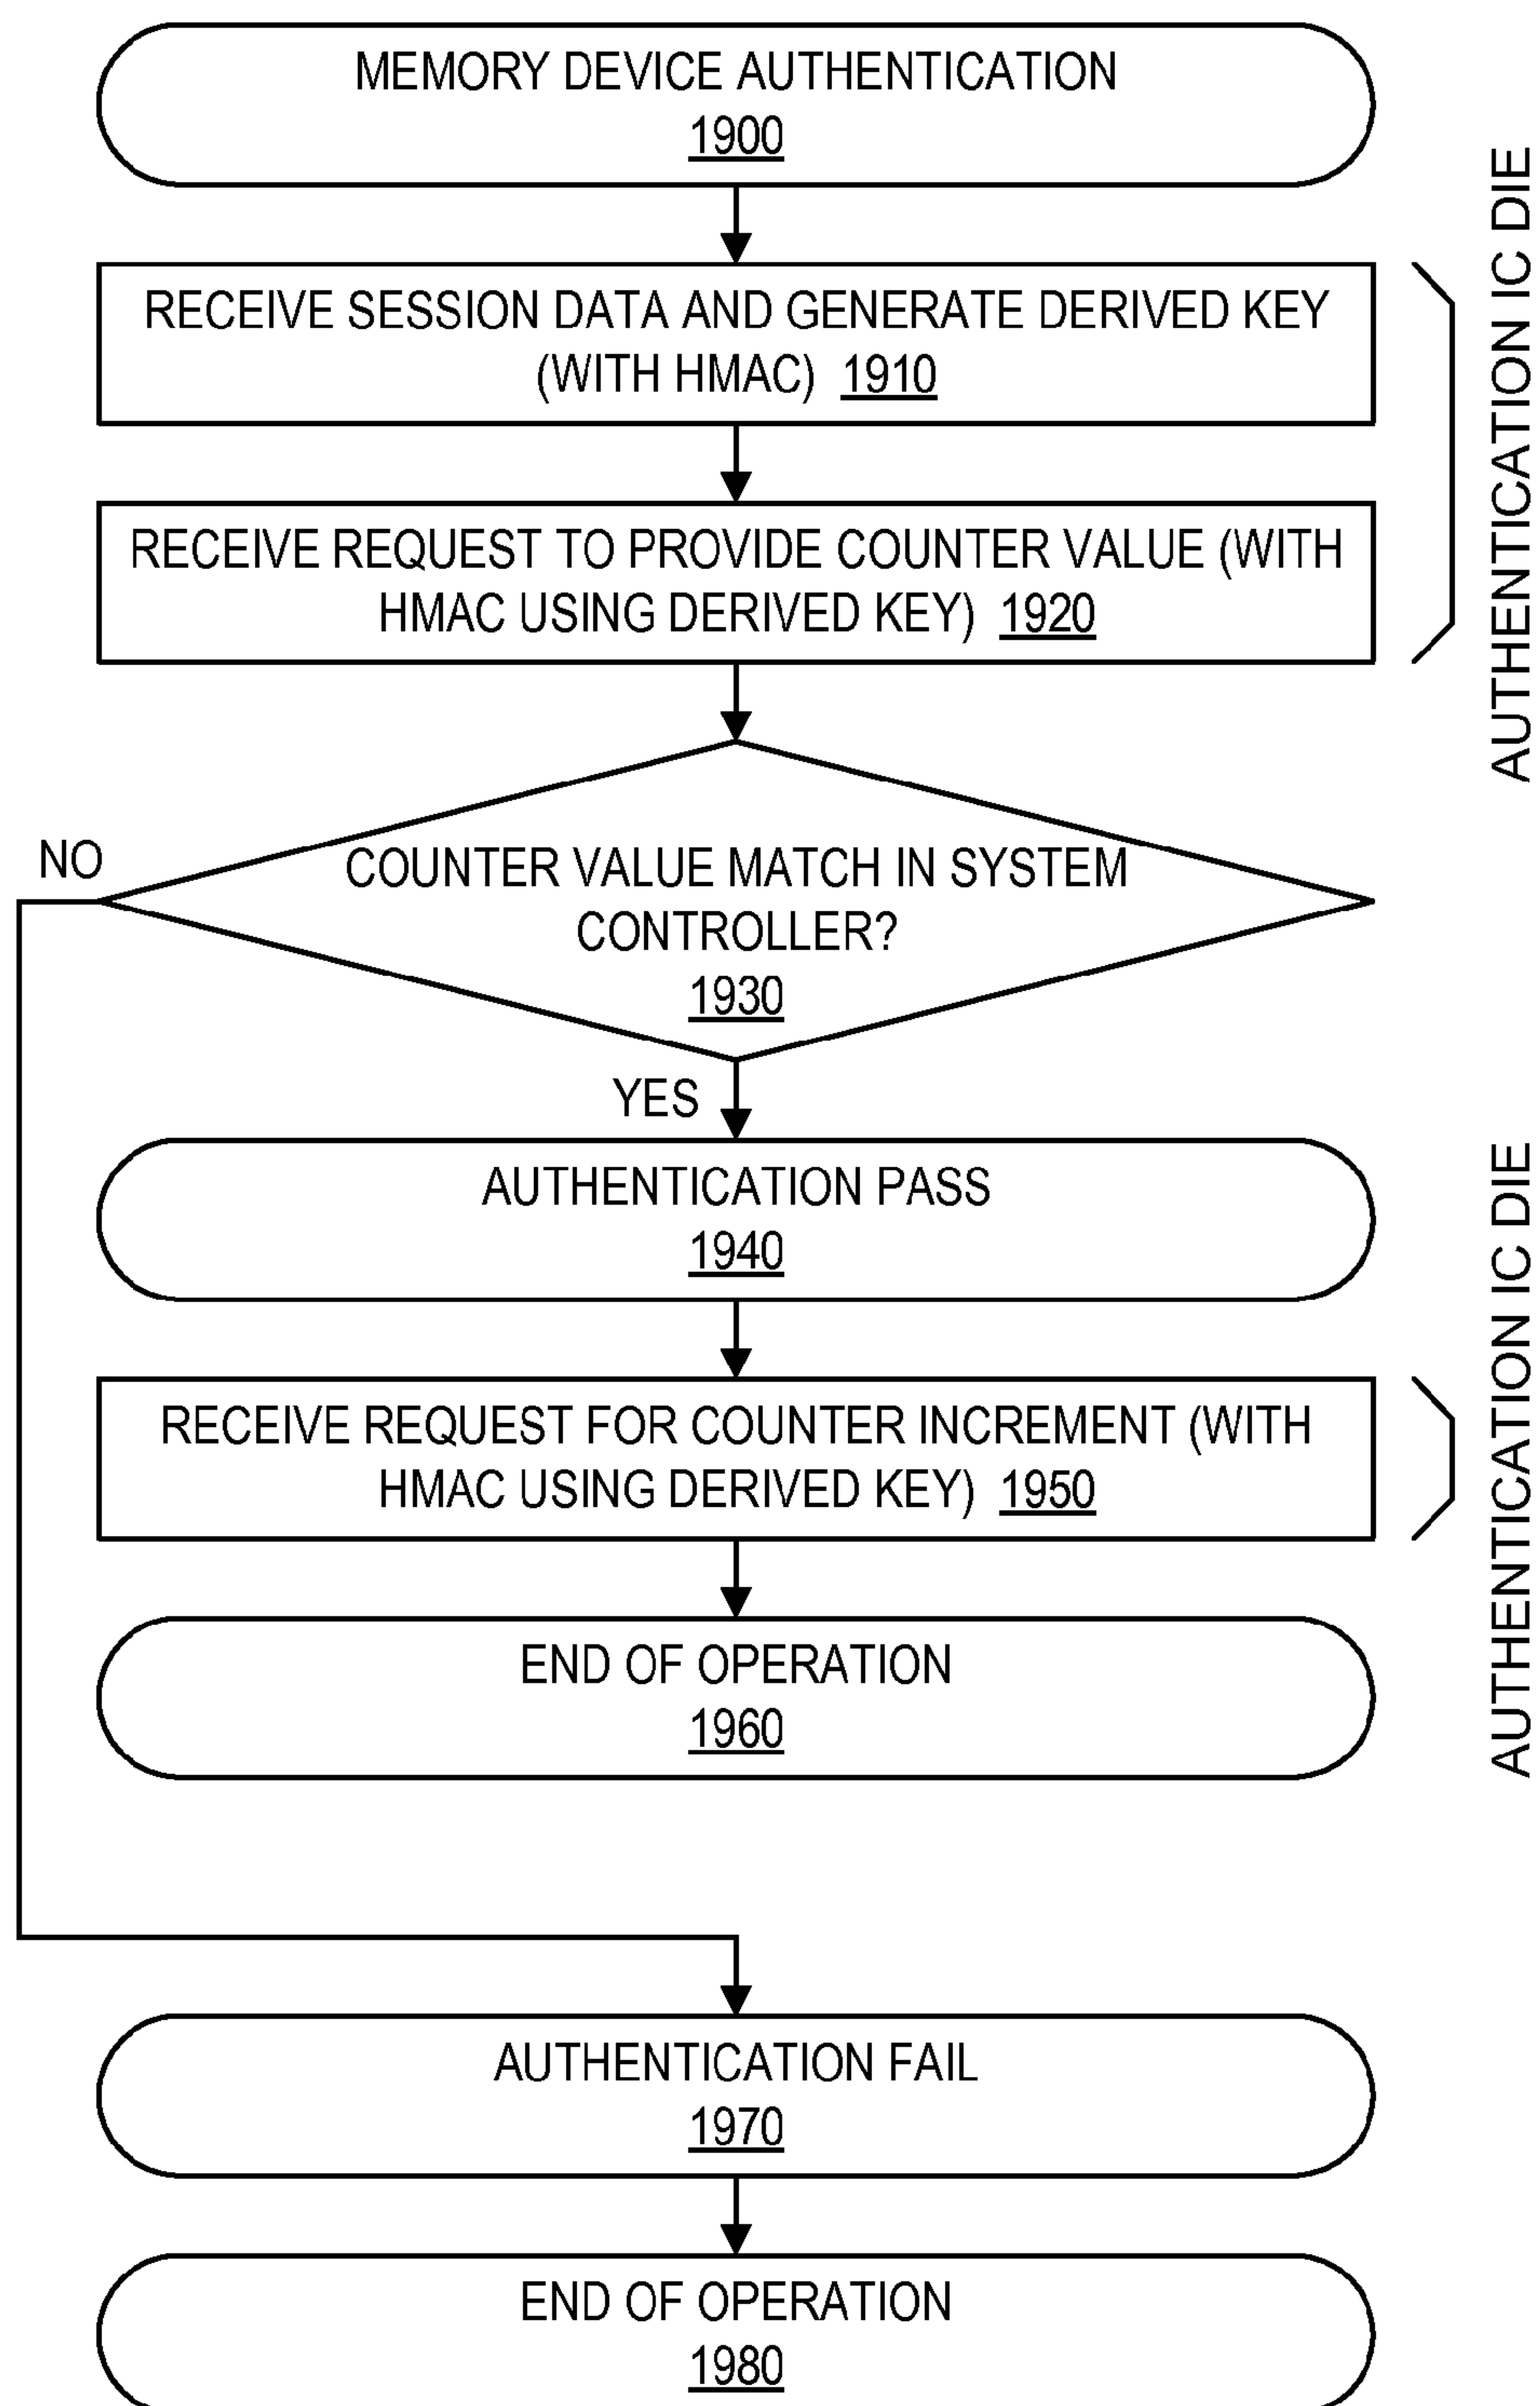 MEMORY DEVICE AUTHENTICATION
1900
RECEIVE SESSION DATA AND GENERATE DERIVED KEY
(WITH HMAC) 1910
RECEIVE REQUEST TO PROVIDE COUNTER VALUE (WITH
HMAC USING DERIVED KEY) 1920
AUTHENTICATION IC DIE
NO
COUNTER VALUE MATCH IN SYSTEM
CONTROLLER?
1930
YES
AUTHENTICATION PASS
1940
RECEIVE REQUEST FOR COUNTER INCREMENT (WITH
HMAC USING DERIVED KEY) 1950
AUTHENTICATION IC DIE
END OF OPERATION
1960
AUTHENTICATION FAIL
1970
END OF OPERATION
1980